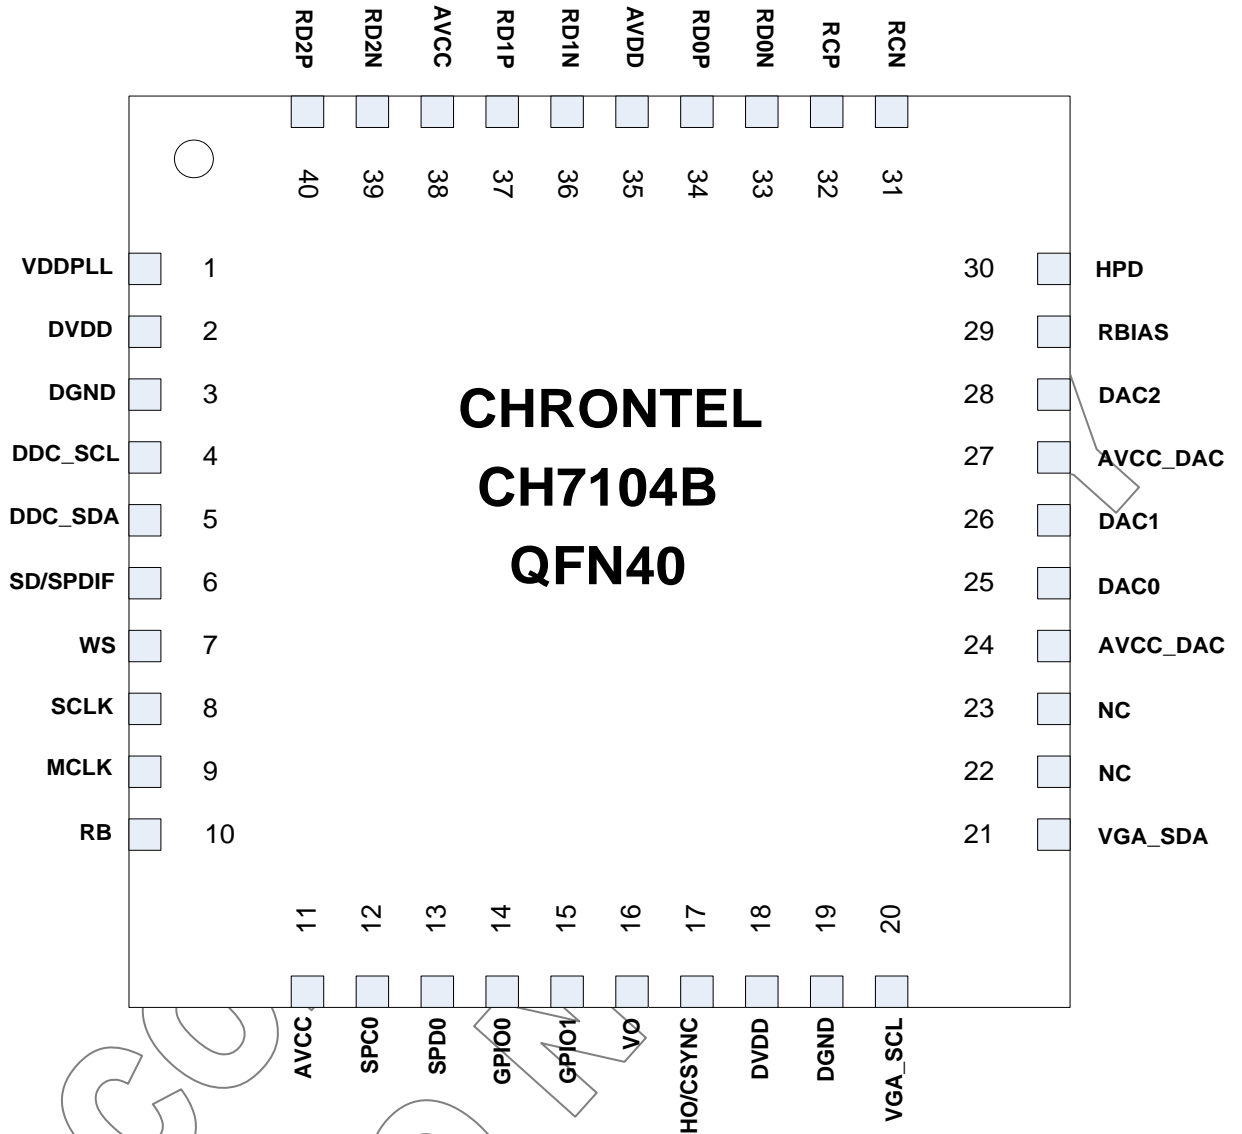 RD2P
RD2N
AVCC
RD1P
RD1N
AVDD
RD0P
RD0N
RCP
RCN
40
39
38
37
36
35
34
33
32
31
VDDPLL 1
DVDD 2
DGND 3
DDC_SCL 4
DDC_SDA 5
SD/SPDIF 6
WS 7
SCLK 8
MCLK 9
RB 10
CHRONTEL
CH7104B
QFN40
30 HPD
29 RBIAS
28 DAC2
27 AVCC_DAC
26 DAC1
25 DAC0
24 AVCC_DAC
23 NC
22 NC
21 VGA_SDA
11
12
13
14
15
16
17
18
19
20
AVCC
SPC0
SPD0
GPIO0
GPIO1
VO
HO/CSYNC
DVDD
DGND
VGA_SCL